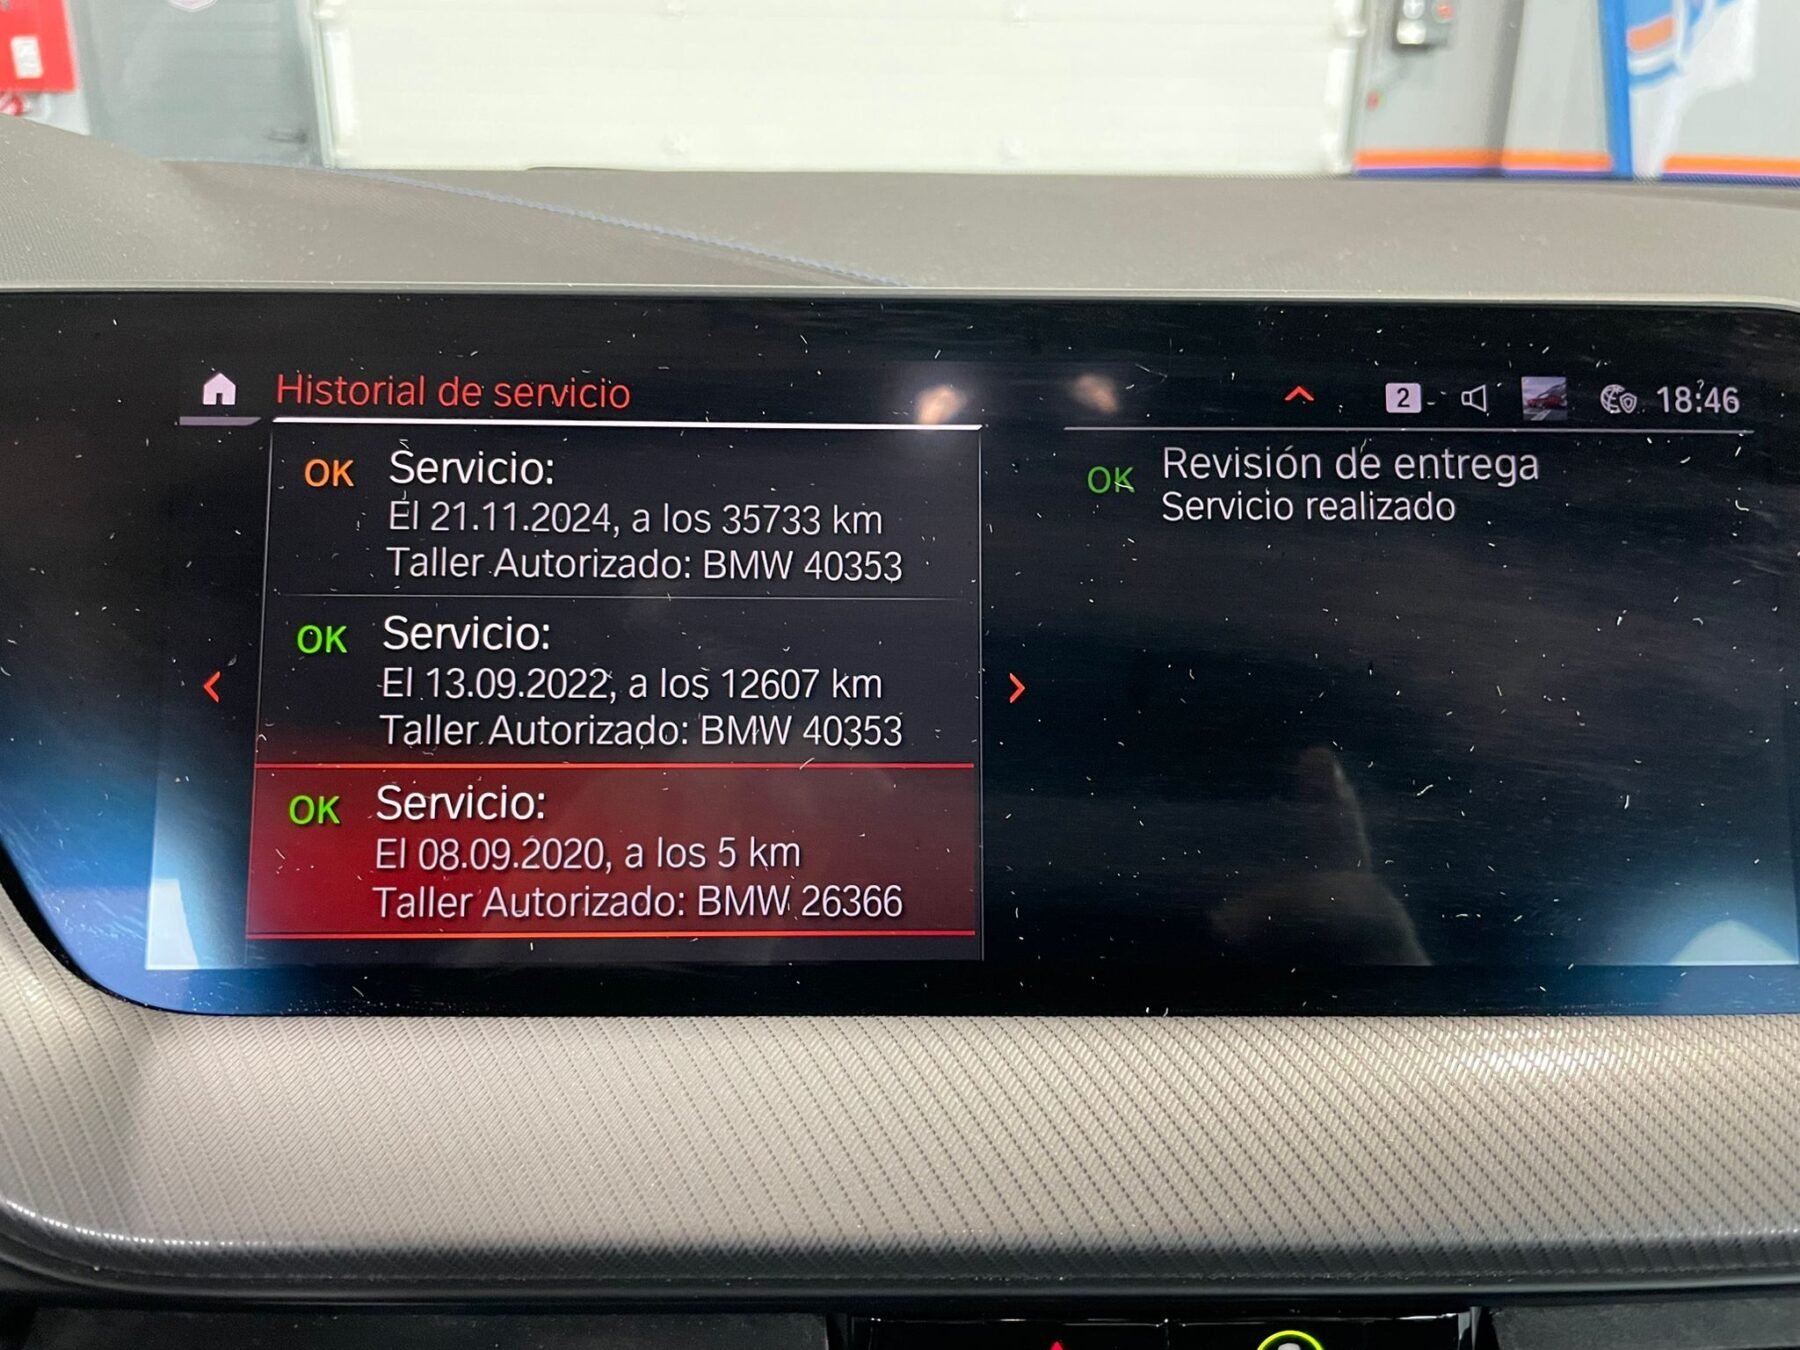 Historial de servicio
2
18:46
OK Servicio:
El 21.11.2024, a los 35733 km
Taller Autorizado: BMW 40353
OK Servicio:
El 13.09.2022, a los 12607 km
Taller Autorizado: BMW 40353
OK Servicio:
El 08.09.2020, a los 5 km
Taller Autorizado: BMW 26366
OK Revisión de entrega
Servicio realizado